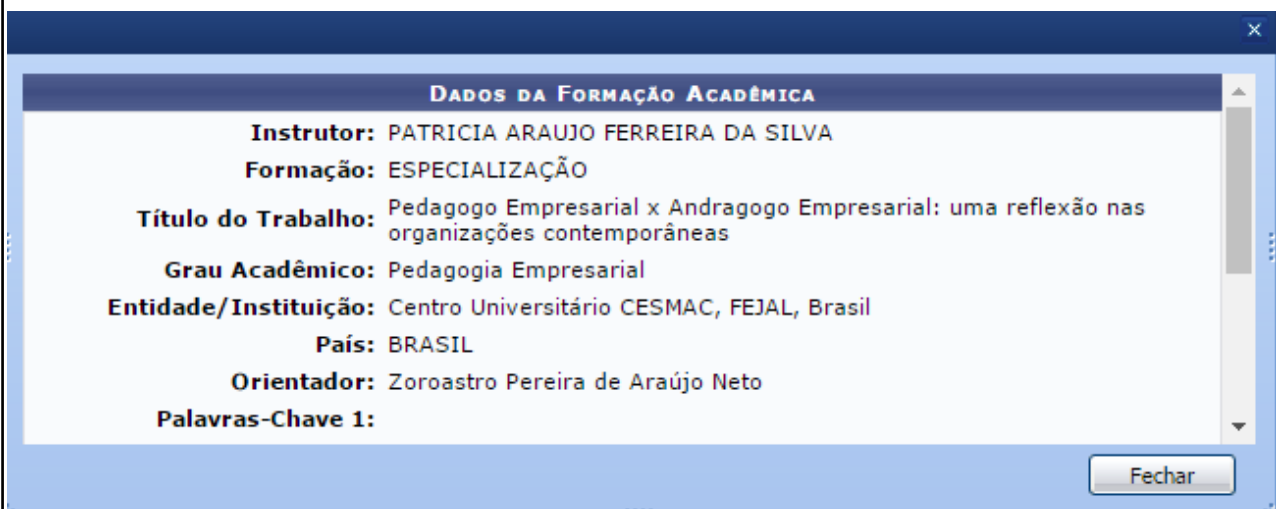 DADOS DA FORMAÇÃO ACADÊMICA
Instrutor: PATRICIA ARAUJO FERREIRA DA SILVA
Formação: ESPECIALIZAÇÃO
Título do Trabalho: Pedagogo Empresarial x Andragogo Empresarial: uma reflexão nas
organizações contemporâneas
Grau Acadêmico: Pedagogia Empresarial
Entidade/Instituição: Centro Universitário CESMAC, FEJAL, Brasil
País: BRASIL
Orientador: Zoroastro Pereira de Araújo Neto
Palavras-Chave 1:
Fechar